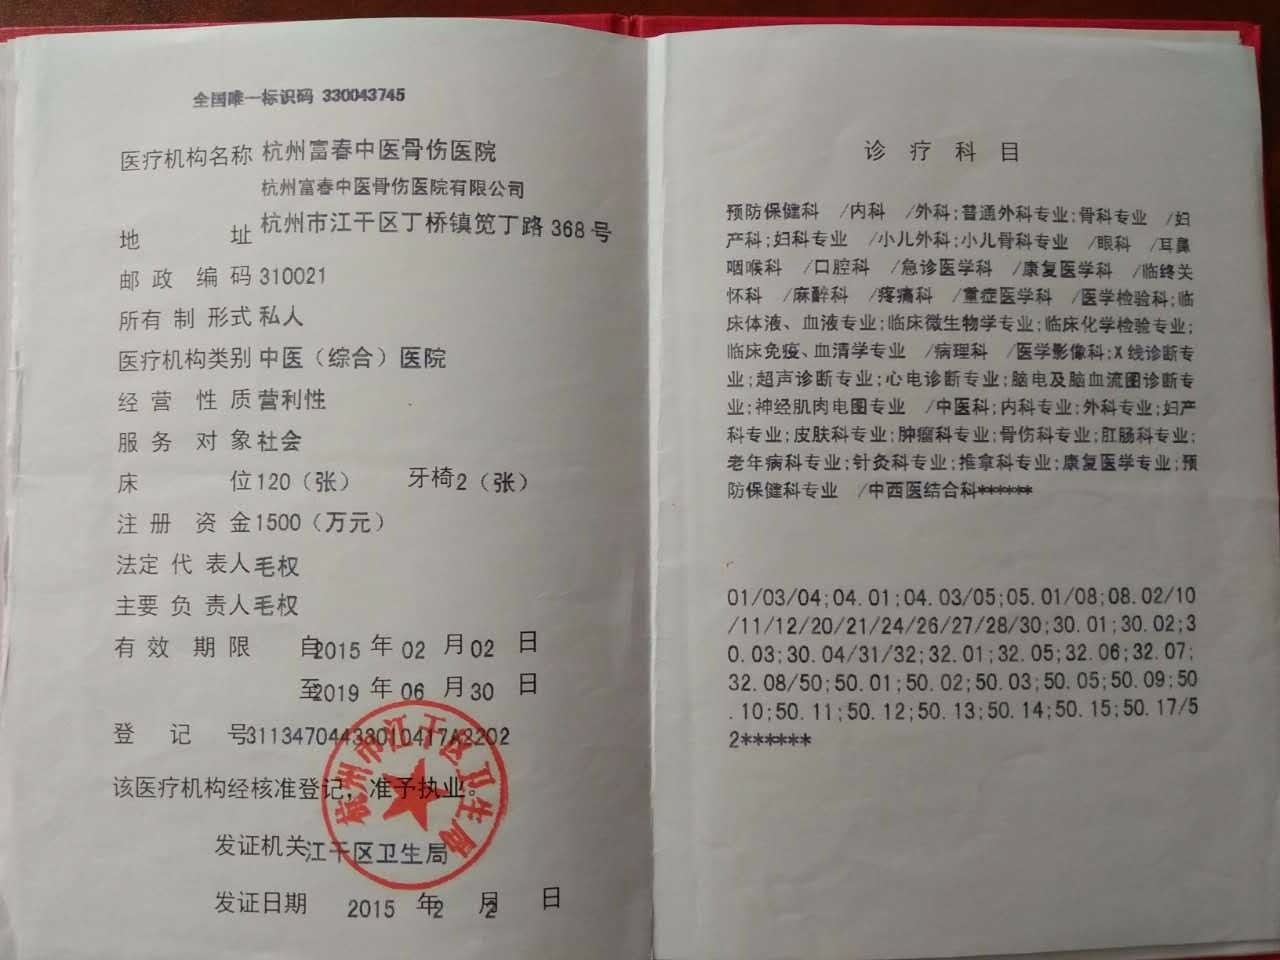 全国唯一标识码 330043745
医疗机构名称 杭州富春中医骨伤医院
杭州富春中医骨伤医院有限公司
地 址 杭州市江干区丁桥镇笕丁路 368 号
邮 政 编 码 310021
所有 制 形式 私人
医疗机构类别 中医（综合）医院
经 营 性 质 营利性
服 务 对 象 社会
床 位 120（张） 牙椅 2（张）
注 册 资 金 1500（万元）
法定 代 表人 毛权
主要 负 责人 毛权
有 效 期 限 自 2015 年 02 月 02 日
至 2019 年 06 月 30 日
登 记 号 31134704433010417A2202
该医疗机构经核准登记，准予执业。
发证机关 江干区卫生局
发证日期 2015 年 2 月 2 日
杭州市江干区卫生局
诊 疗 科 目
预防保健科 /内科 /外科;普通外科专业;骨科专业 /妇
产科;妇科专业 /小儿外科;小儿骨科专业 /眼科 /耳鼻
咽喉科 /口腔科 /急诊医学科 /康复医学科 /临终关
怀科 /麻醉科 /疼痛科 /重症医学科 /医学检验科;临
床体液、血液专业;临床微生物学专业;临床化学检验专业;
临床免疫、血清学专业 /病理科 /医学影像科;X 线诊断专
业;超声诊断专业;心电诊断专业;脑电及脑血流图诊断专
业;神经肌肉电图专业 /中医科;内科专业;外科专业;妇产
科专业;皮肤科专业;肿瘤科专业;骨伤科专业;肛肠科专业;
老年病科专业;针灸科专业;推拿科专业;康复医学专业;预
防保健科专业 /中西医结合科******
01/03/04;04.01;04.03/05;05.01/08;08.02/10
/11/12/20/21/24/26/27/28/30;30.01;30.02;3
0.03;30.04/31/32;32.01;32.05;32.06;32.07;
32.08/50;50.01;50.02;50.03;50.05;50.09;50
.10;50.11;50.12;50.13;50.14;50.15;50.17/5
2******